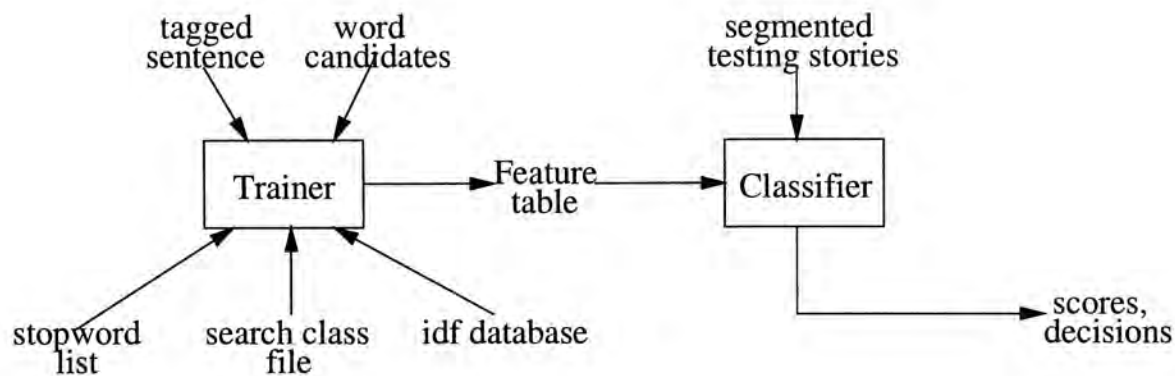 tagged
sentence
word
candidates
segmented
testing stories
Trainer
Feature
table
Classifier
stopword
list
search class
file
idf database
scores,
decisions